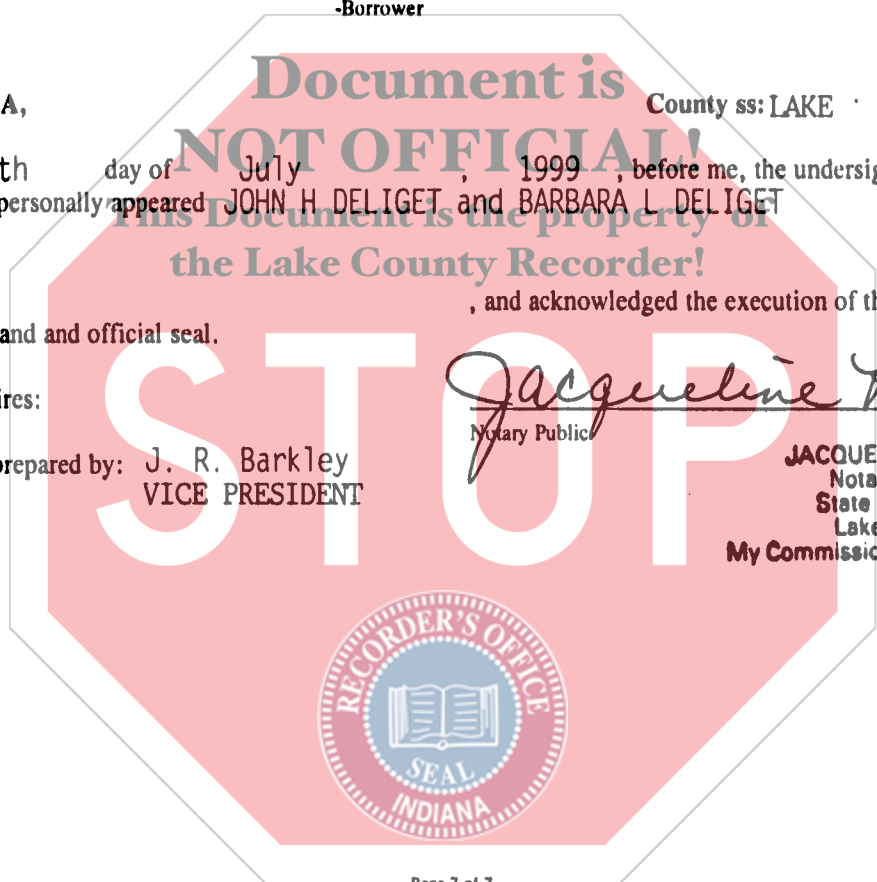 -Borrower
Document is
A, County ss: LAKE
NOT OFFICIAL!
th day of July , 1999 , before me, the undersig
personally appeared JOHN H DELIGET and BARBARA L DELIGET
This Document is the property of
the Lake County Recorder!
, and acknowledged the execution of th
and and official seal.
STOP
Jacqueline
ires:
Notary Public
prepared by: J. R. Barkley
JACQUE
VICE PRESIDENT
Nota
State
Lake
My Commissio
RECORDER'S OFFICE
SEAL
INDIANA